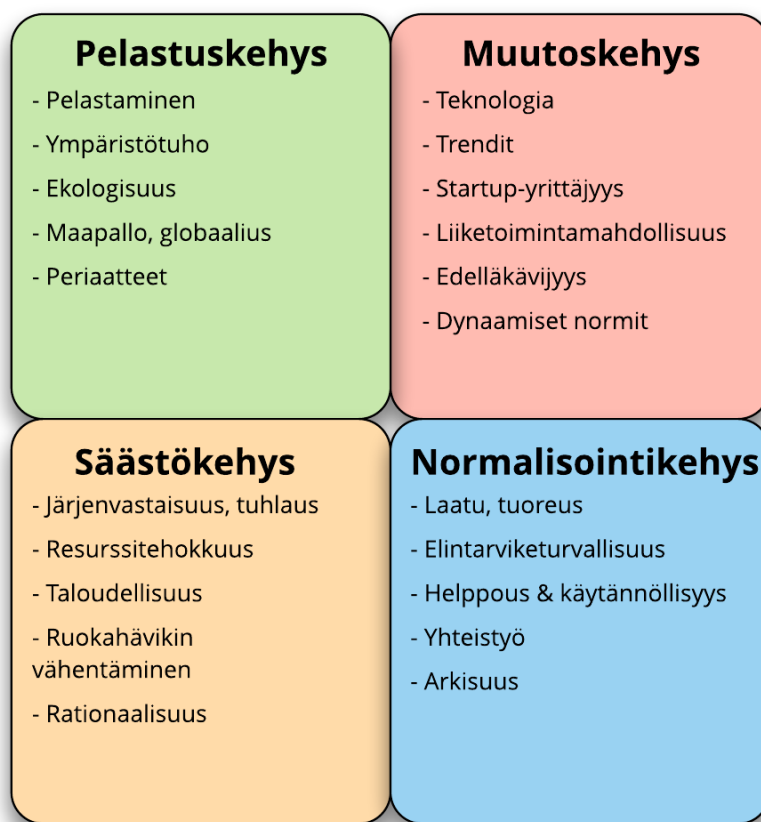 Pelastuskehys
- Pelastaminen
- Ympäristötuho
- Ekologisuus
- Maapallo, globaalius
- Periaatteet
Muutoskehys
- Teknologia
- Trendit
- Startup-yrittäjyys
- Liiketoimintamahdollisuus
- Edelläkävijyys
- Dynaamiset normit
Säästökehys
- Järjenvastaisuus, tuhlaus
- Resurssitehokkuus
- Taloudellisuus
- Ruokahävikin
vähentäminen
- Rationaalisuus
Normalisointikehys
- Laatu, tuoreus
- Elintarviketurvallisuus
- Helppous & käytännöllisyys
- Yhteistyö
- Arkisuus